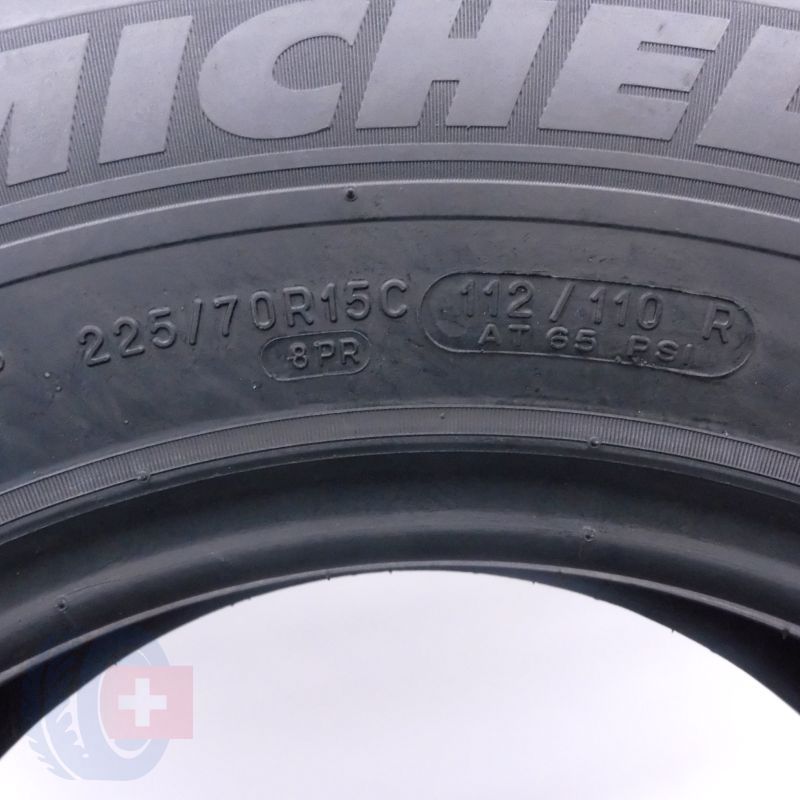 MICHEL
225/70R15C 112/110 R
8PR AT 65 PSI